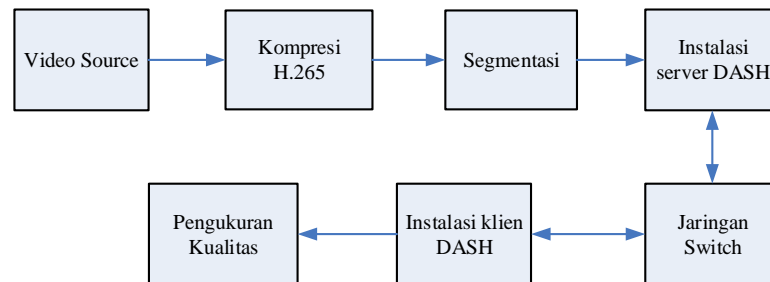 Video Source
Kompresi
H.265
Segmentasi
Instalasi
server DASH
Pengukuran
Kualitas
Instalasi klien
DASH
Jaringan
Switch